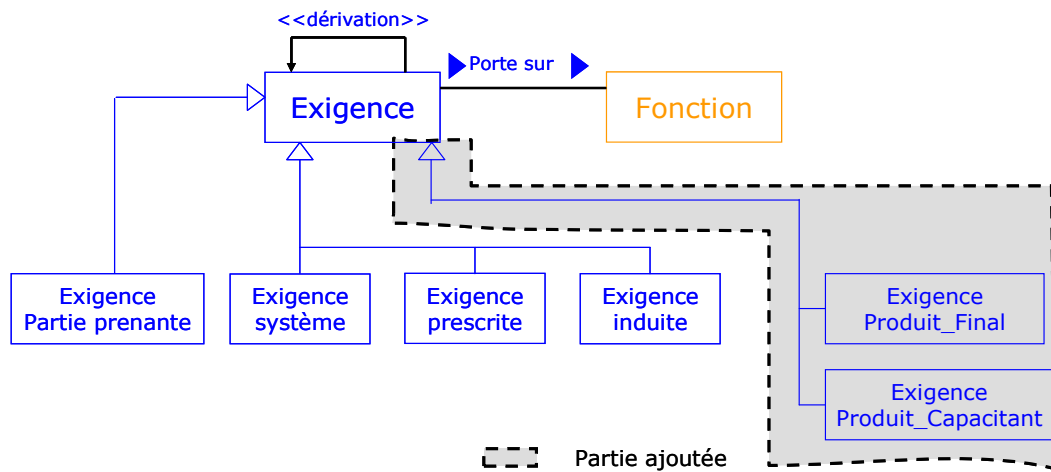 <<dérivation>>
Porte sur
Exigence
Fonction
Exigence
Partie prenante
Exigence
système
Exigence
prescrite
Exigence
induite
Exigence
Produit_Final
Exigence
Produit_Capacitant
Partie ajoutée